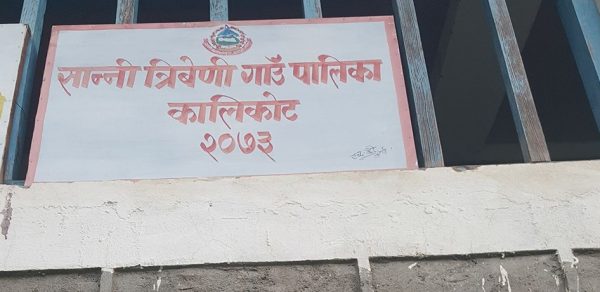 सान्नी त्रिवेणी गाउँ पालिका
कालिकोट
२०७३